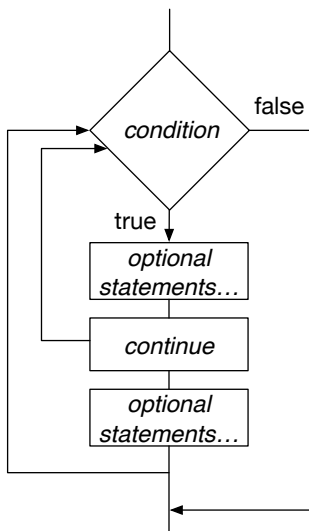 condition
false
true
optional
statements...
continue
optional
statements...